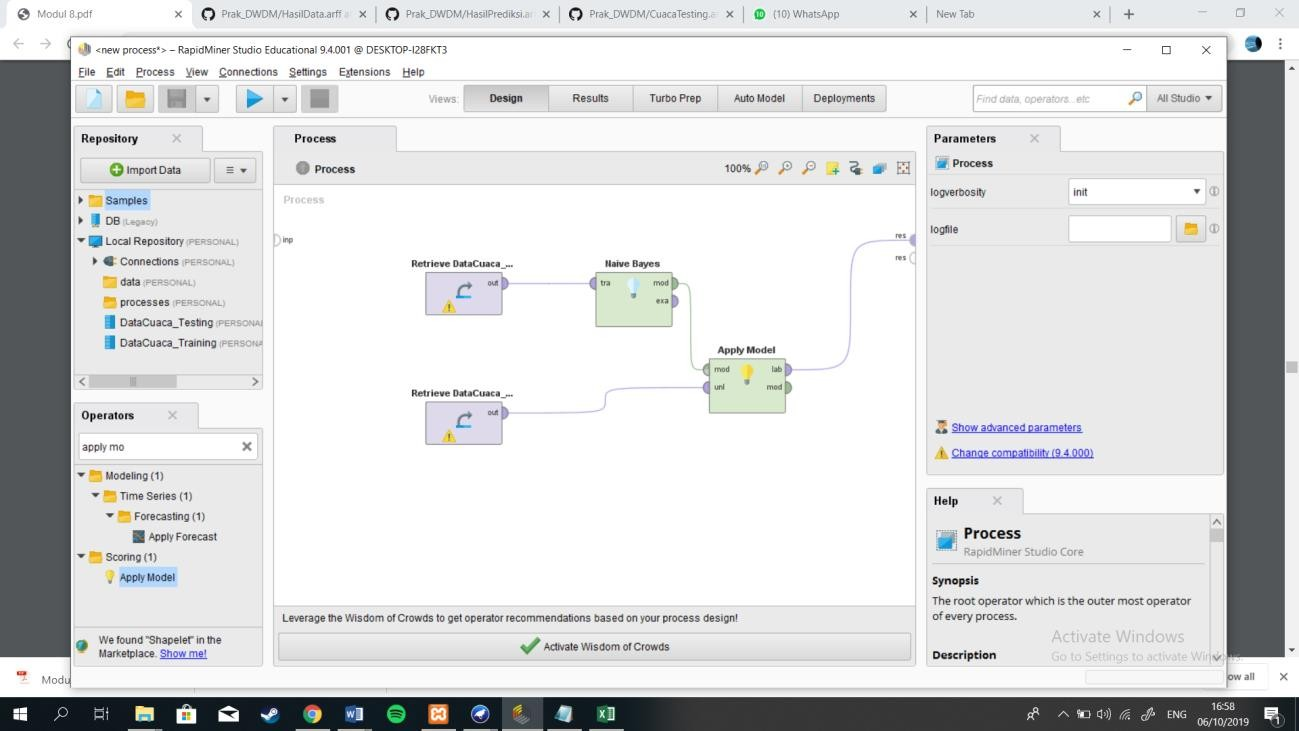 Modul 8.pdf
Prak_DWDM/HasilData.arff a
Prak_DWDM/HasilPrediksi.ar
Prak_DWDM/CuacaTesting.a
(10) WhatsApp
New Tab
<new process*> – RapidMiner Studio Educational 9.4.001 @ DESKTOP-I28FKT3
File Edit Process View Connections Settings Extensions Help
Views: Design Results Turbo Prep Auto Model Deployments
Find data, operators...etc All Studio
Repository
Import Data
Samples
DB (Legacy)
Local Repository (PERSONAL)
Connections (PERSONAL)
data (PERSONAL)
processes (PERSONAL)
DataCuaca_Testing (PERSONAL
DataCuaca_Training (PERSONA
Operators
apply mo
Modeling (1)
Time Series (1)
Forecasting (1)
Apply Forecast
Scoring (1)
Apply Model
We found "Shapelet" in the
Marketplace. Show me!
Process
Process
100%
Process
inp
res
res
Retrieve DataCuaca_...
out
Naive Bayes
tra mod
exa
Apply Model
mod lab
unl mod
Retrieve DataCuaca_...
out
Leverage the Wisdom of Crowds to get operator recommendations based on your process design!
Activate Wisdom of Crowds
Parameters
Process
logverbosity init
logfile
Show advanced parameters
Change compatibility (9.4.000)
Help
Process
RapidMiner Studio Core
Synopsis
The root operator which is the outer most operator
of every process.
Description
Activate Windows
Go to Settings to activate Windows.
Modu
ow all
ENG
16:58
06/10/2019
1